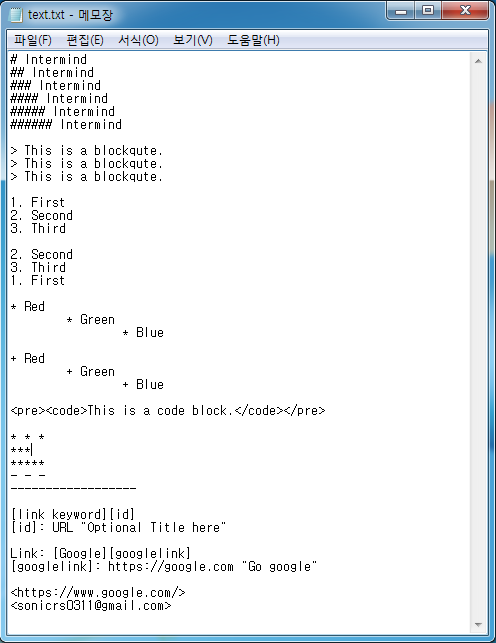 text.txt - 메모장
파일(F) 편집(E) 서식(O) 보기(V) 도움말(H)
# Intermind
## Intermind
### Intermind
#### Intermind
##### Intermind
###### Intermind
> This is a blockqute.
> This is a blockqute.
> This is a blockqute.
1. First
2. Second
3. Third
2. Second
3. Third
1. First
* Red
* Green
* Blue
+ Red
+ Green
+ Blue
<pre><code>This is a code block.</code></pre>
* * *
***
*****
- - -
------------------
[link keyword][id]
[id]: URL "Optional Title here"
Link: [Google][googlelink]
[googlelink]: https://google.com "Go google"
<https://www.google.com/>
<sonicrs0311@gmail.com>